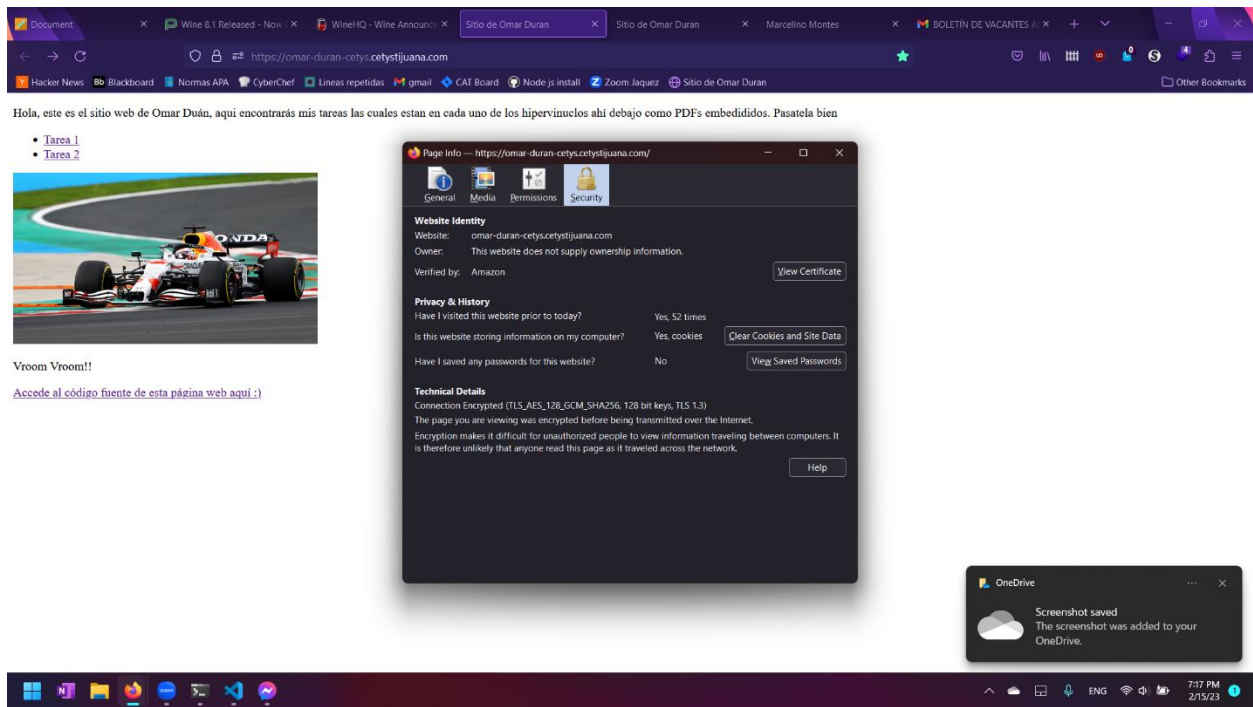 Document
Wine 8.1 Released - Now
WineHQ - Wine Announce
Sitio de Omar Duran
Sitio de Omar Duran
Marcelino Montes
BOLETÍN DE VACANTES
https://omar-duran-cetys.cetystijuana.com
Hacker News
Bb Blackboard
Normas APA
CyberChef
Lineas repetidas
gmail
CAT Board
Node js install
Zoom Jaquez
Sitio de Omar Duran
Other Bookmarks
Hola, este es el sitio web de Omar Duán, aqui encontrarás mis tareas las cuales estan en cada uno de los hipervinuclos ahí debajo como PDFs embedididos. Pasatela bien
Tarea 1
Tarea 2
HONDA
Vroom Vroom!!
Accede al código fuente de esta página web aquí :)
Page Info — https://omar-duran-cetys.cetystijuana.com/
General
Media
Permissions
Security
Website Identity
Website: omar-duran-cetys.cetystijuana.com
Owner: This website does not supply ownership information.
Verified by: Amazon
View Certificate
Privacy & History
Have I visited this website prior to today? Yes, 52 times
Is this website storing information on my computer? Yes, cookies
Clear Cookies and Site Data
Have I saved any passwords for this website? No
View Saved Passwords
Technical Details
Connection Encrypted (TLS_AES_128_GCM_SHA256, 128 bit keys, TLS 1.3)
The page you are viewing was encrypted before being transmitted over the Internet.
Encryption makes it difficult for unauthorized people to view information traveling between computers. It
is therefore unlikely that anyone read this page as it traveled across the network.
Help
OneDrive
Screenshot saved
The screenshot was added to your
OneDrive.
ENG
7:17 PM
2/15/23
1